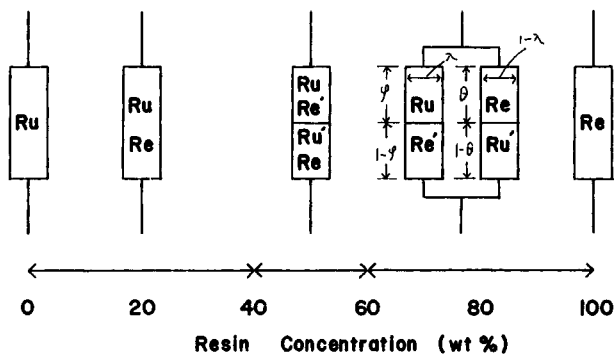 λ
1-λ
Ru
Ru
Re
Ru
Re'
Ru'
Re
φ
1-φ
Ru
Re'
θ
1-θ
Re
Ru'
Re
0 20 40 60 80 100
Resin Concentration (wt %)